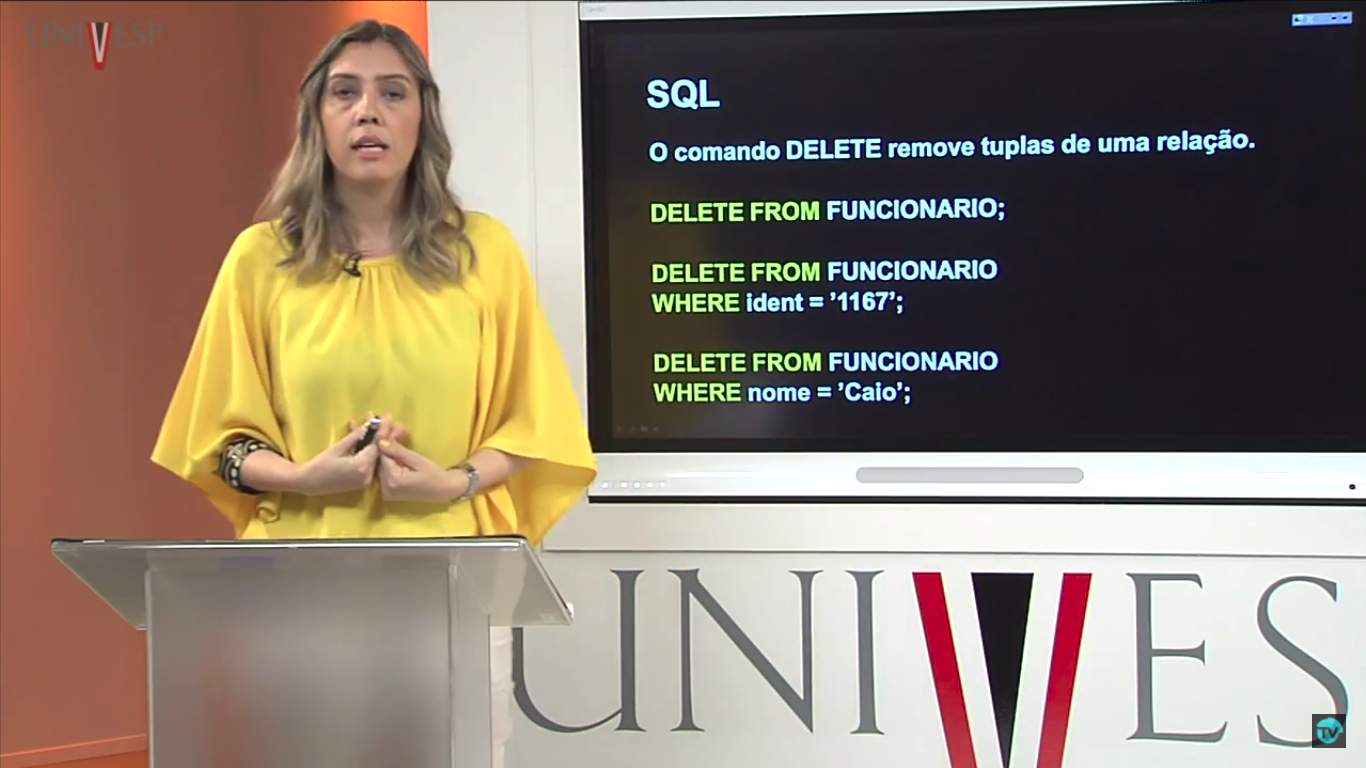 UNIVESP
SQL
O comando DELETE remove tuplas de uma relação.
DELETE FROM FUNCIONARIO;
DELETE FROM FUNCIONARIO
WHERE ident = ’1167’;
DELETE FROM FUNCIONARIO
WHERE nome = ’Caio’;
UNIVES
TV